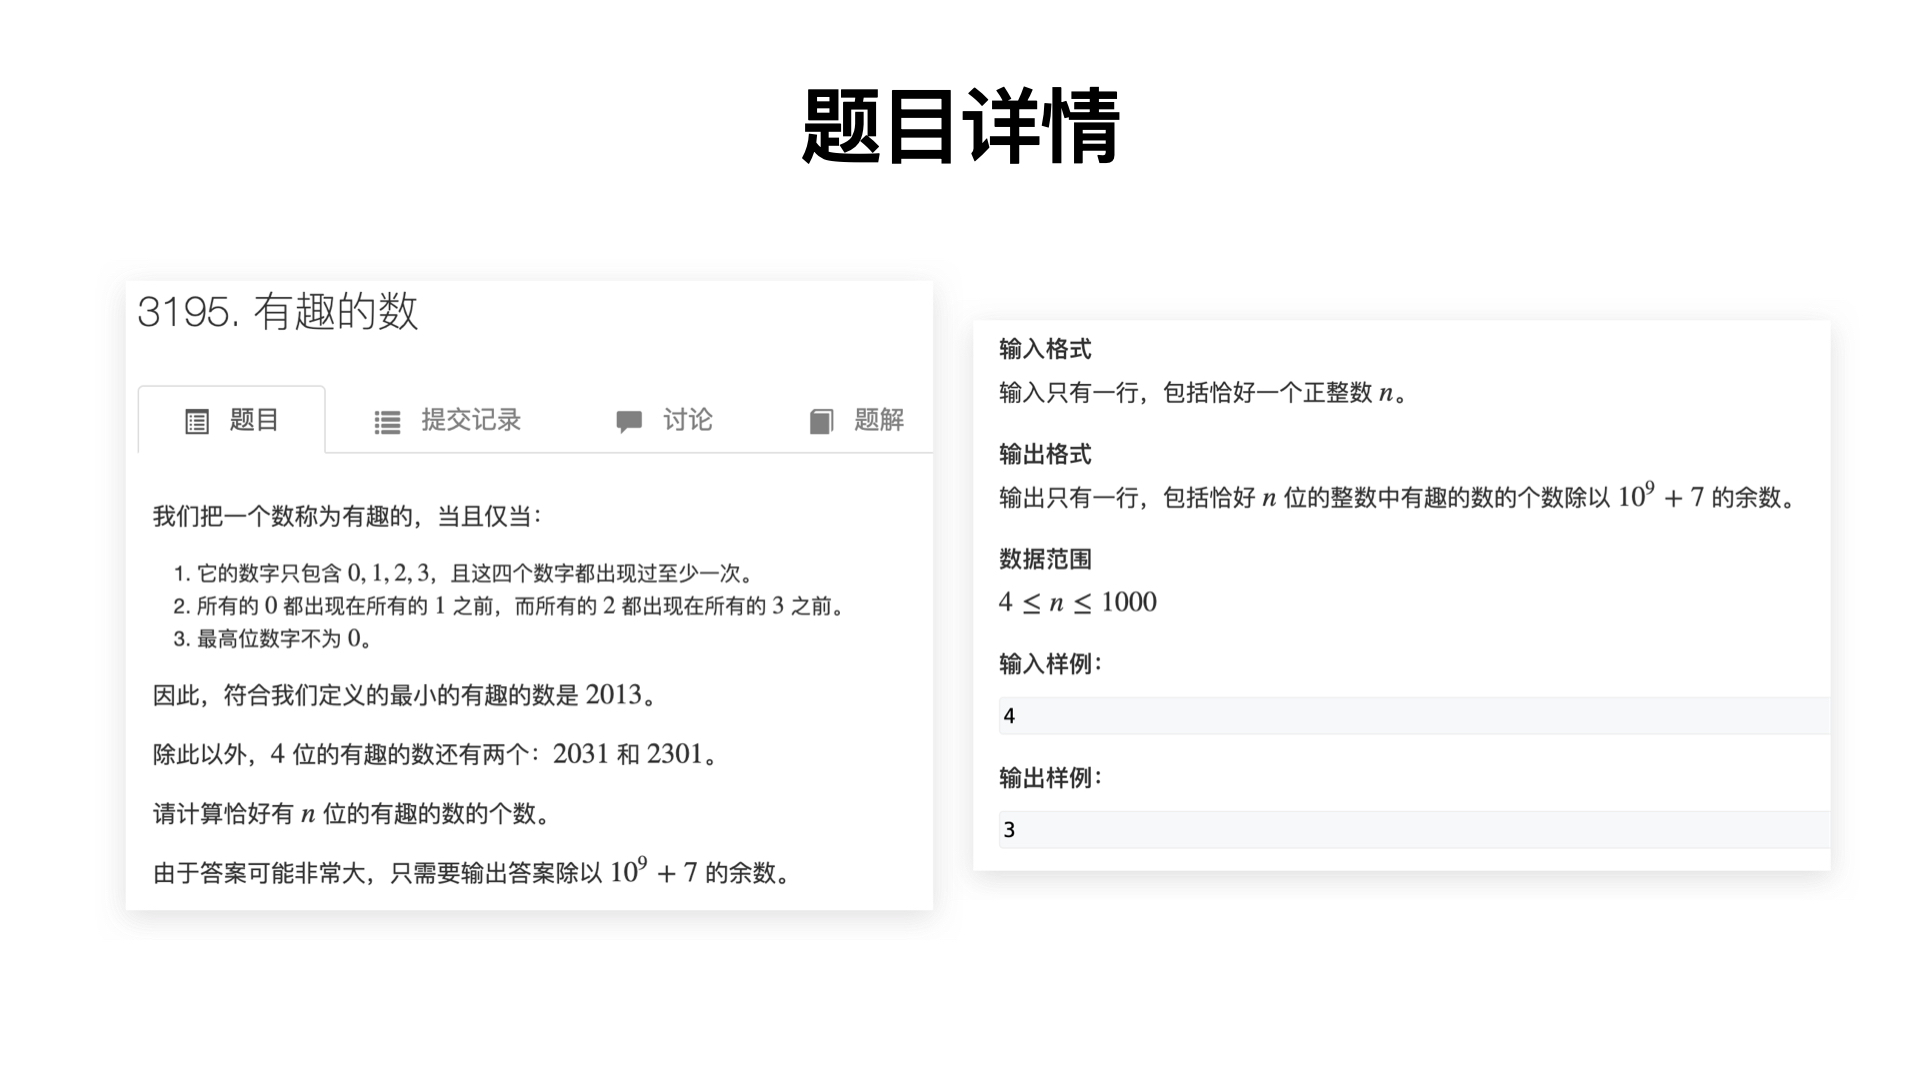 题目详情
3195. 有趣的数
题目
提交记录
讨论
题解
我们把一个数称为有趣的，当且仅当：
1. 它的数字只包含 0, 1, 2, 3，且这四个数字都出现过至少一次。
2. 所有的 0 都出现在所有的 1 之前，而所有的 2 都出现在所有的 3 之前。
3. 最高位数字不为 0。
因此，符合我们定义的最小的有趣的数是 2013。
除此以外，4 位的有趣的数还有两个：2031 和 2301。
请计算恰好有 n 位的有趣的数的个数。
由于答案可能非常大，只需要输出答案除以 10⁹ + 7 的余数。
输入格式
输入只有一行，包括恰好一个正整数 n。
输出格式
输出只有一行，包括恰好 n 位的整数中有趣的数的个数除以 10⁹ + 7 的余数。
数据范围
4 ≤ n ≤ 1000
输入样例：
4
输出样例：
3